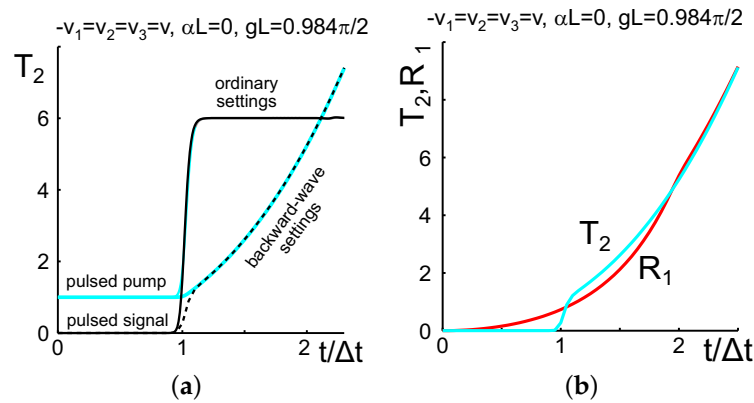 -v₁=v₂=v₃=v, αL=0, gL=0.984π/2
T₂
6
4
2
0
ordinary
settings
backward-wave
settings
pulsed pump
pulsed signal
0
1
2
t/Δt
(a)
-v₁=v₂=v₃=v, αL=0, gL=0.984π/2
T₂,R₁
8
6
4
2
0
T₂
R₁
0
1
2
t/Δt
(b)